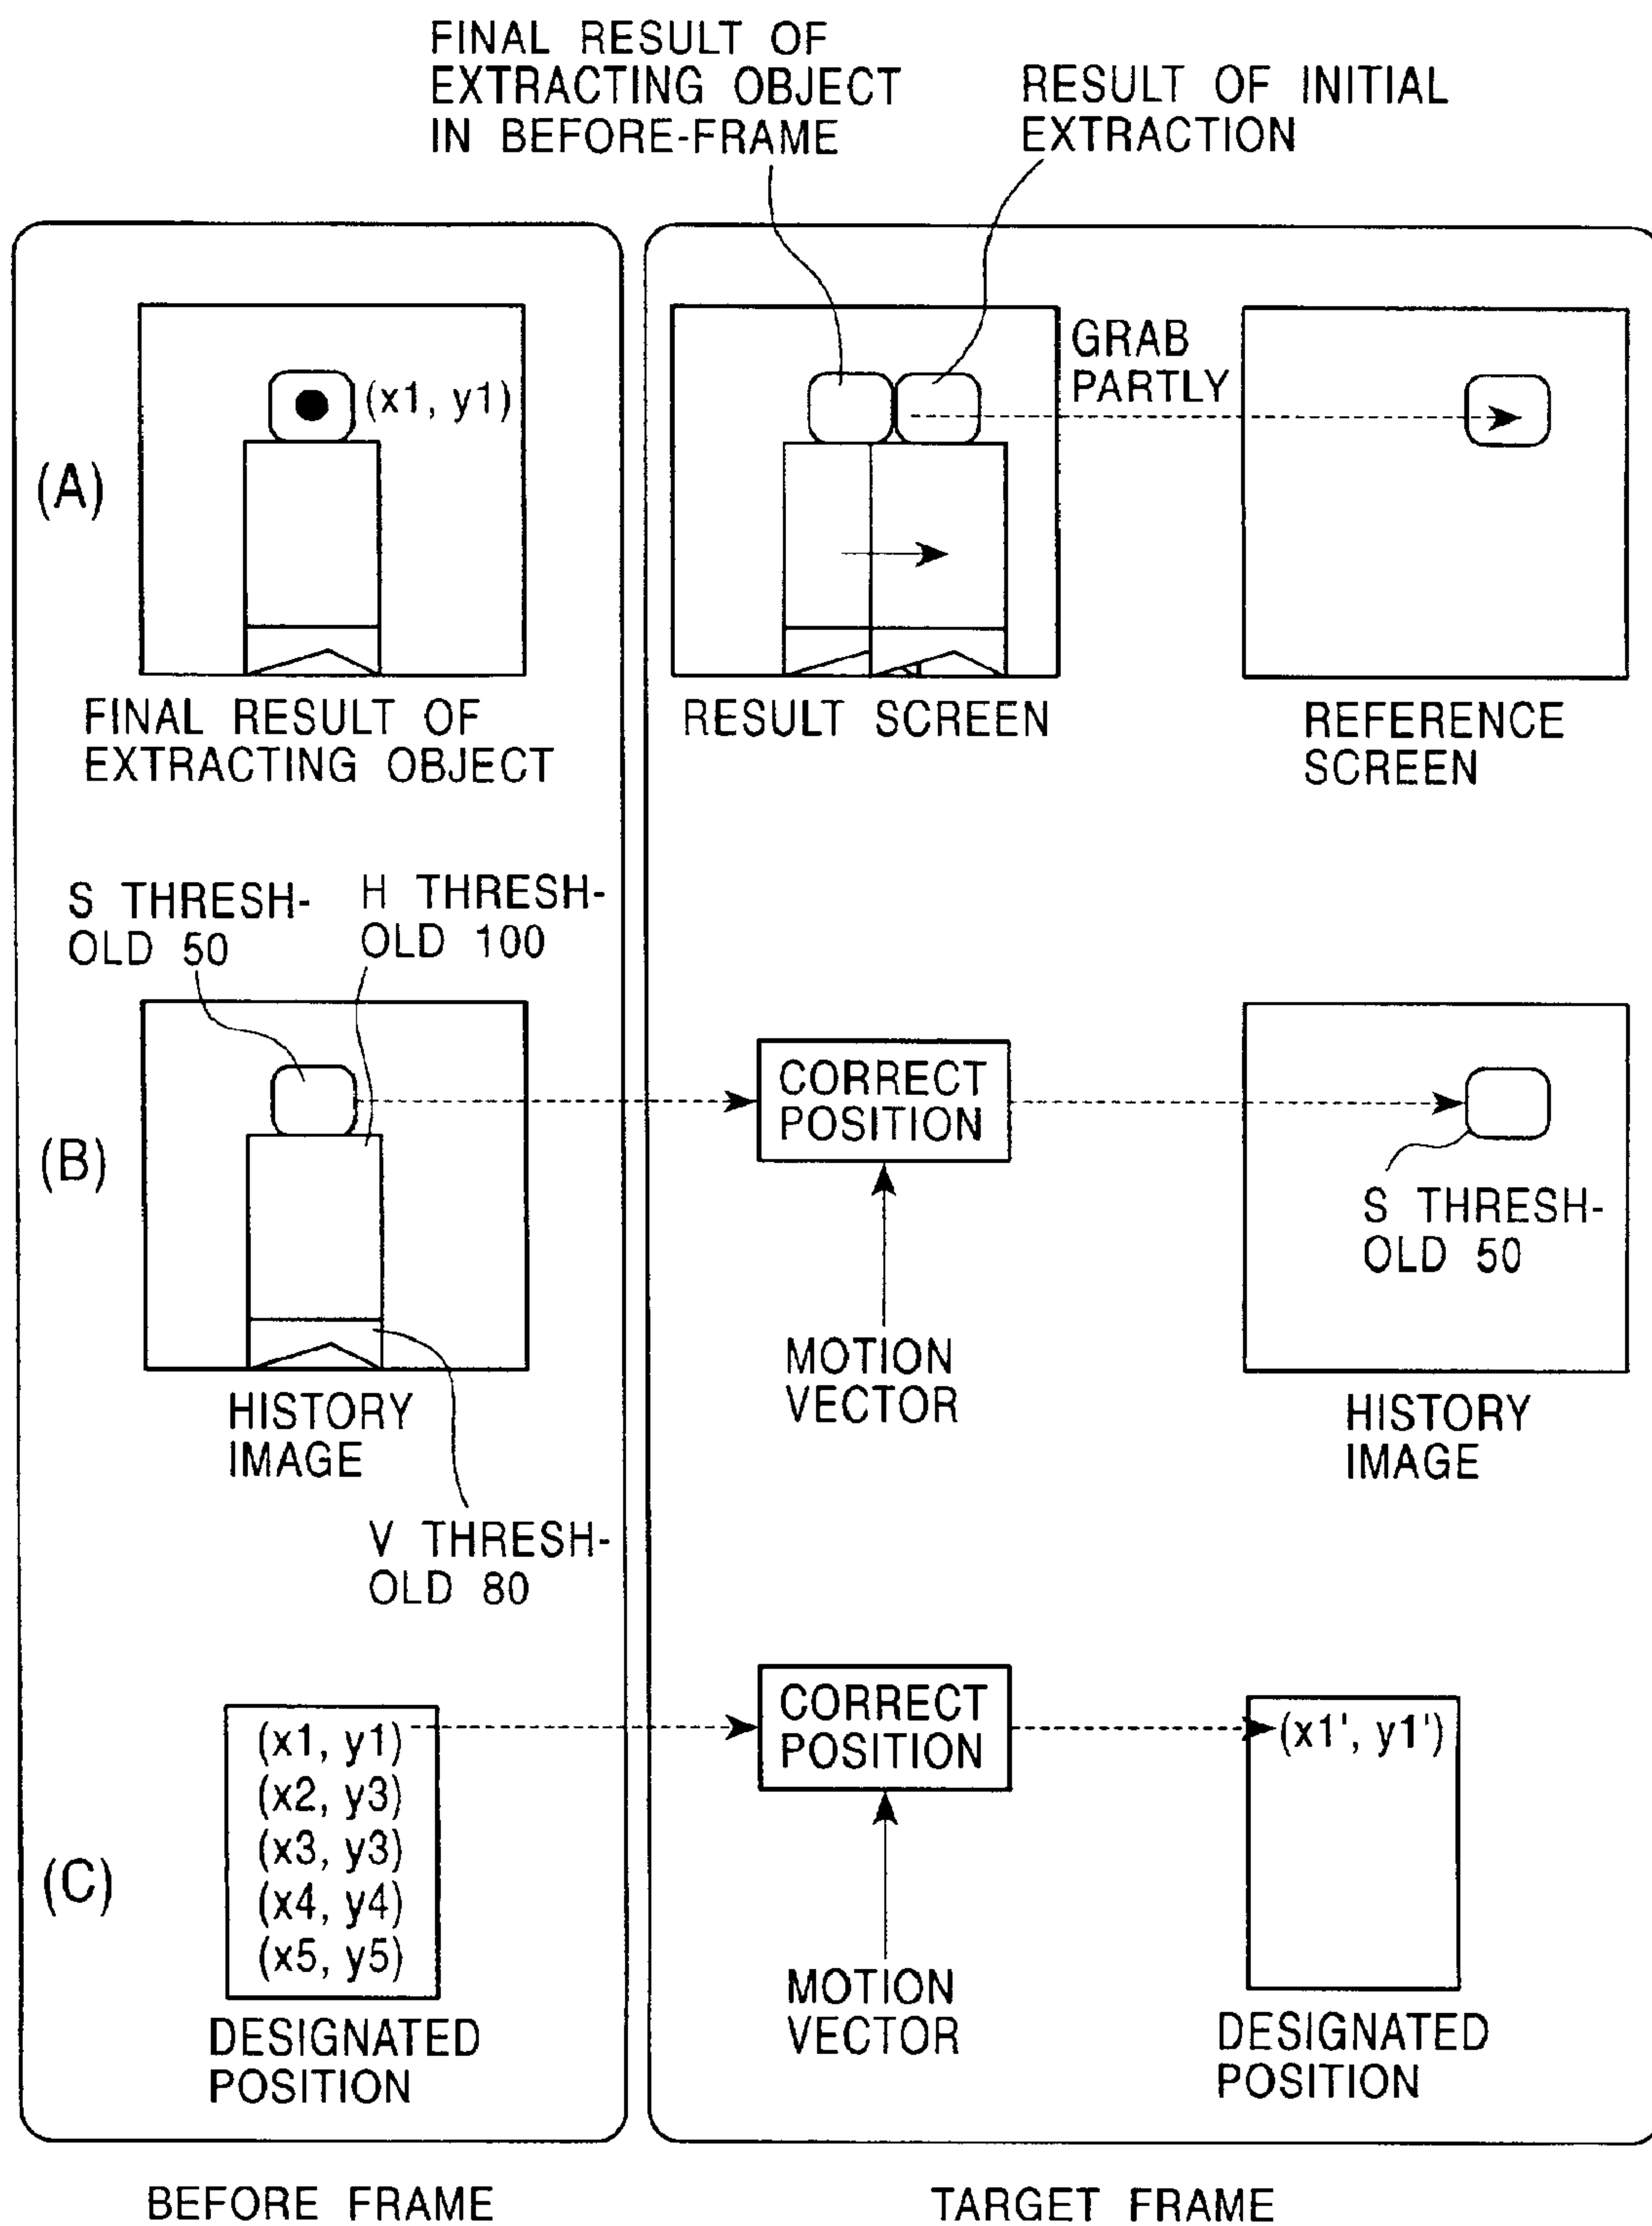 FINAL RESULT OF
EXTRACTING OBJECT
IN BEFORE-FRAME
RESULT OF INITIAL
EXTRACTION
(A)
(x1, y1)
GRAB
PARTLY
FINAL RESULT OF
EXTRACTING OBJECT
RESULT SCREEN
REFERENCE
SCREEN
S THRESH-
OLD 50
H THRESH-
OLD 100
(B)
CORRECT
POSITION
S THRESH-
OLD 50
MOTION
VECTOR
HISTORY
IMAGE
HISTORY
IMAGE
V THRESH-
OLD 80
(C)
(x1, y1)
(x2, y3)
(x3, y3)
(x4, y4)
(x5, y5)
CORRECT
POSITION
(x1', y1')
MOTION
VECTOR
DESIGNATED
POSITION
DESIGNATED
POSITION
BEFORE FRAME
TARGET FRAME